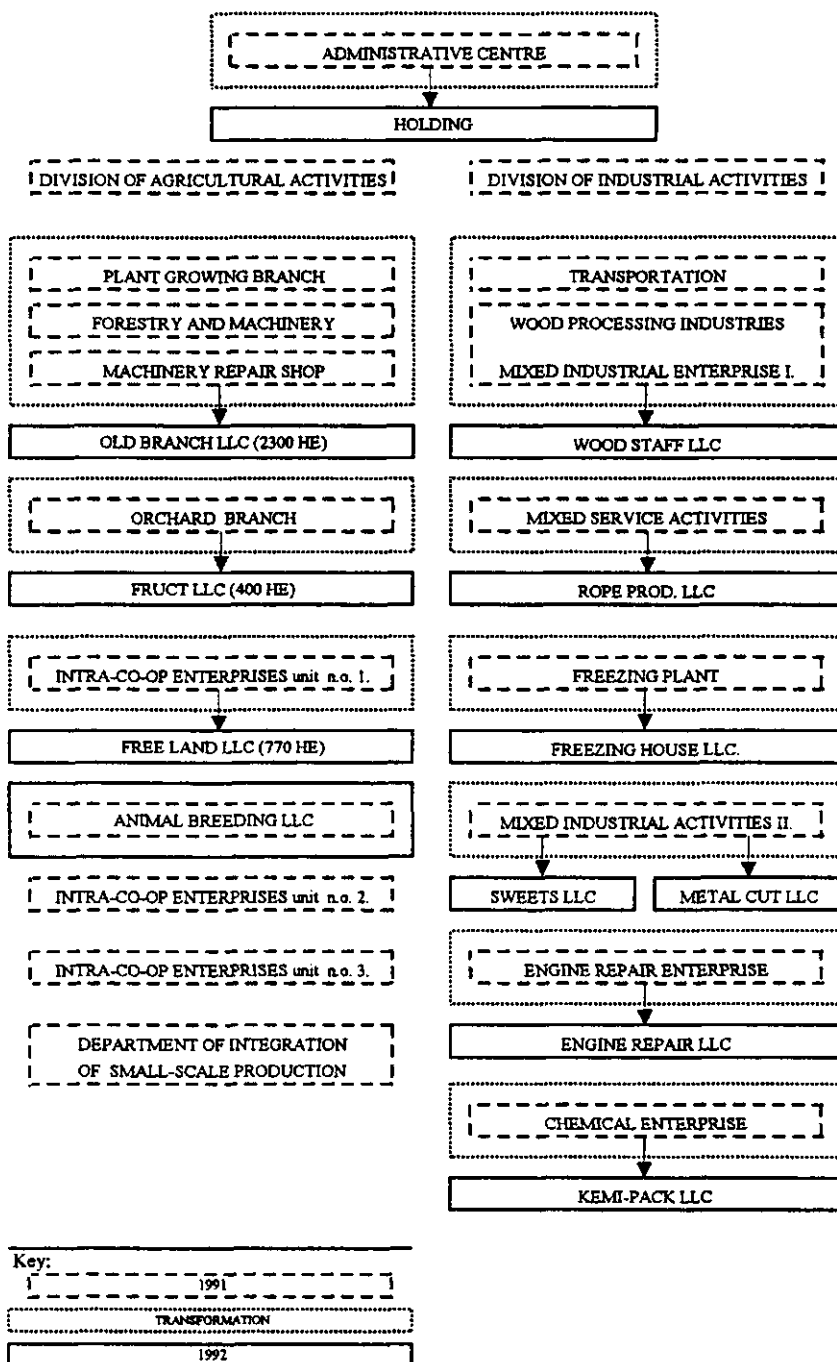 ADMINISTRATIVE CENTRE
HOLDING
DIVISION OF AGRICULTURAL ACTIVITIES
PLANT GROWING BRANCH
FORESTRY AND MACHINERY
MACHINERY REPAIR SHOP
OLD BRANCH LLC (2300 HE)
ORCHARD BRANCH
FRUCT LLC (400 HE)
INTRA-CO-OP ENTERPRISES unit n.o. 1.
FREE LAND LLC (770 HE)
ANIMAL BREEDING LLC
INTRA-CO-OP ENTERPRISES unit n.o. 2.
INTRA-CO-OP ENTERPRISES unit n.o. 3.
DEPARTMENT OF INTEGRATION
OF SMALL-SCALE PRODUCTION
DIVISION OF INDUSTRIAL ACTIVITIES
TRANSPORTATION
WOOD PROCESSING INDUSTRIES
MIXED INDUSTRIAL ENTERPRISE I.
WOOD STAFF LLC
MIXED SERVICE ACTIVITIES
ROPE PROD. LLC
FREEZING PLANT
FREEZING HOUSE LLC.
MIXED INDUSTRIAL ACTIVITIES II.
SWEETS LLC
METAL CUT LLC
ENGINE REPAIR ENTERPRISE
ENGINE REPAIR LLC
CHEMICAL ENTERPRISE
KEMI-PACK LLC
Key:
1991
TRANSFORMATION
1992